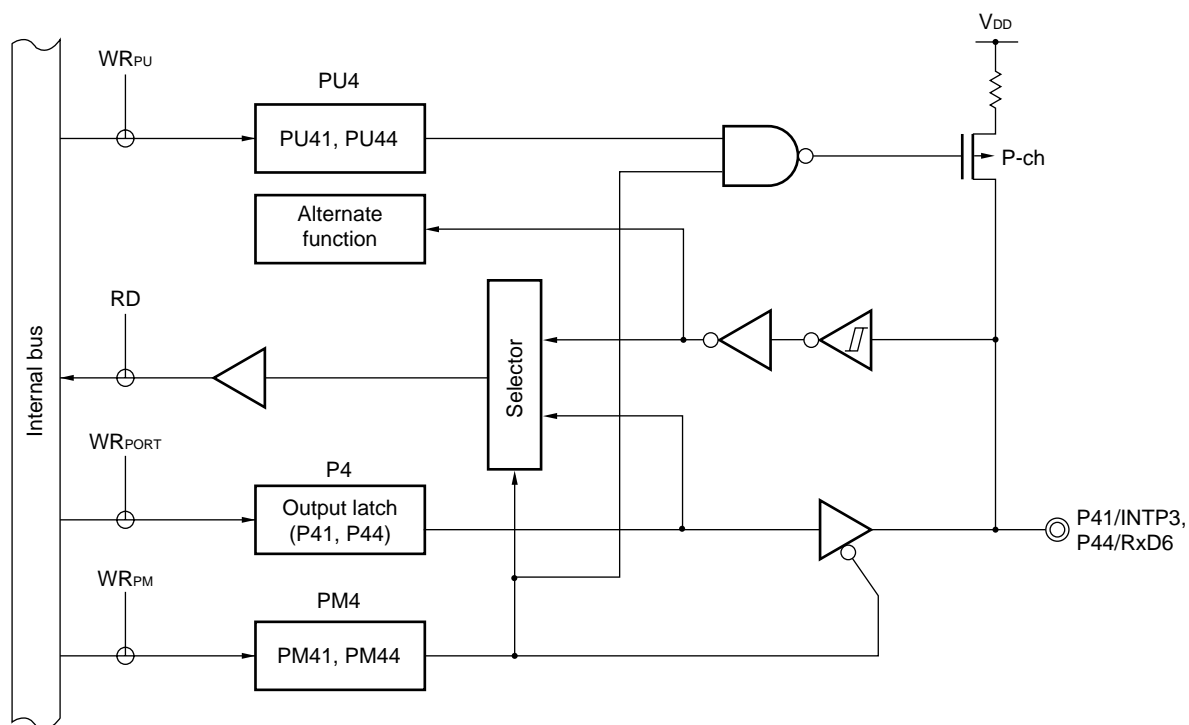 VDD
WRPU
PU4
PU41, PU44
P-ch
Alternate
function
RD
Internal bus
Selector
WRPORT
P4
Output latch
(P41, P44)
P41/INTP3,
P44/RxD6
WRPM
PM4
PM41, PM44